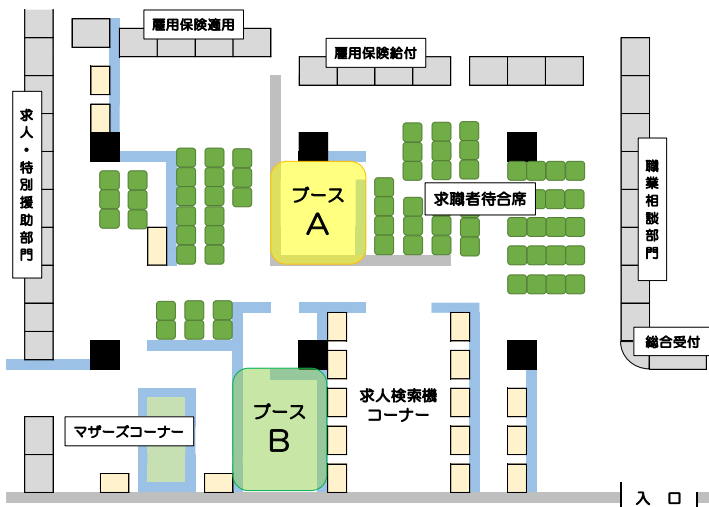 雇用保険適用
雇用保険給付
求人・特別援助部門
ブース
A
求職者待合席
職業相談部門
総合受付
マザーズコーナー
ブース
B
求人検索機
コーナー
入 口